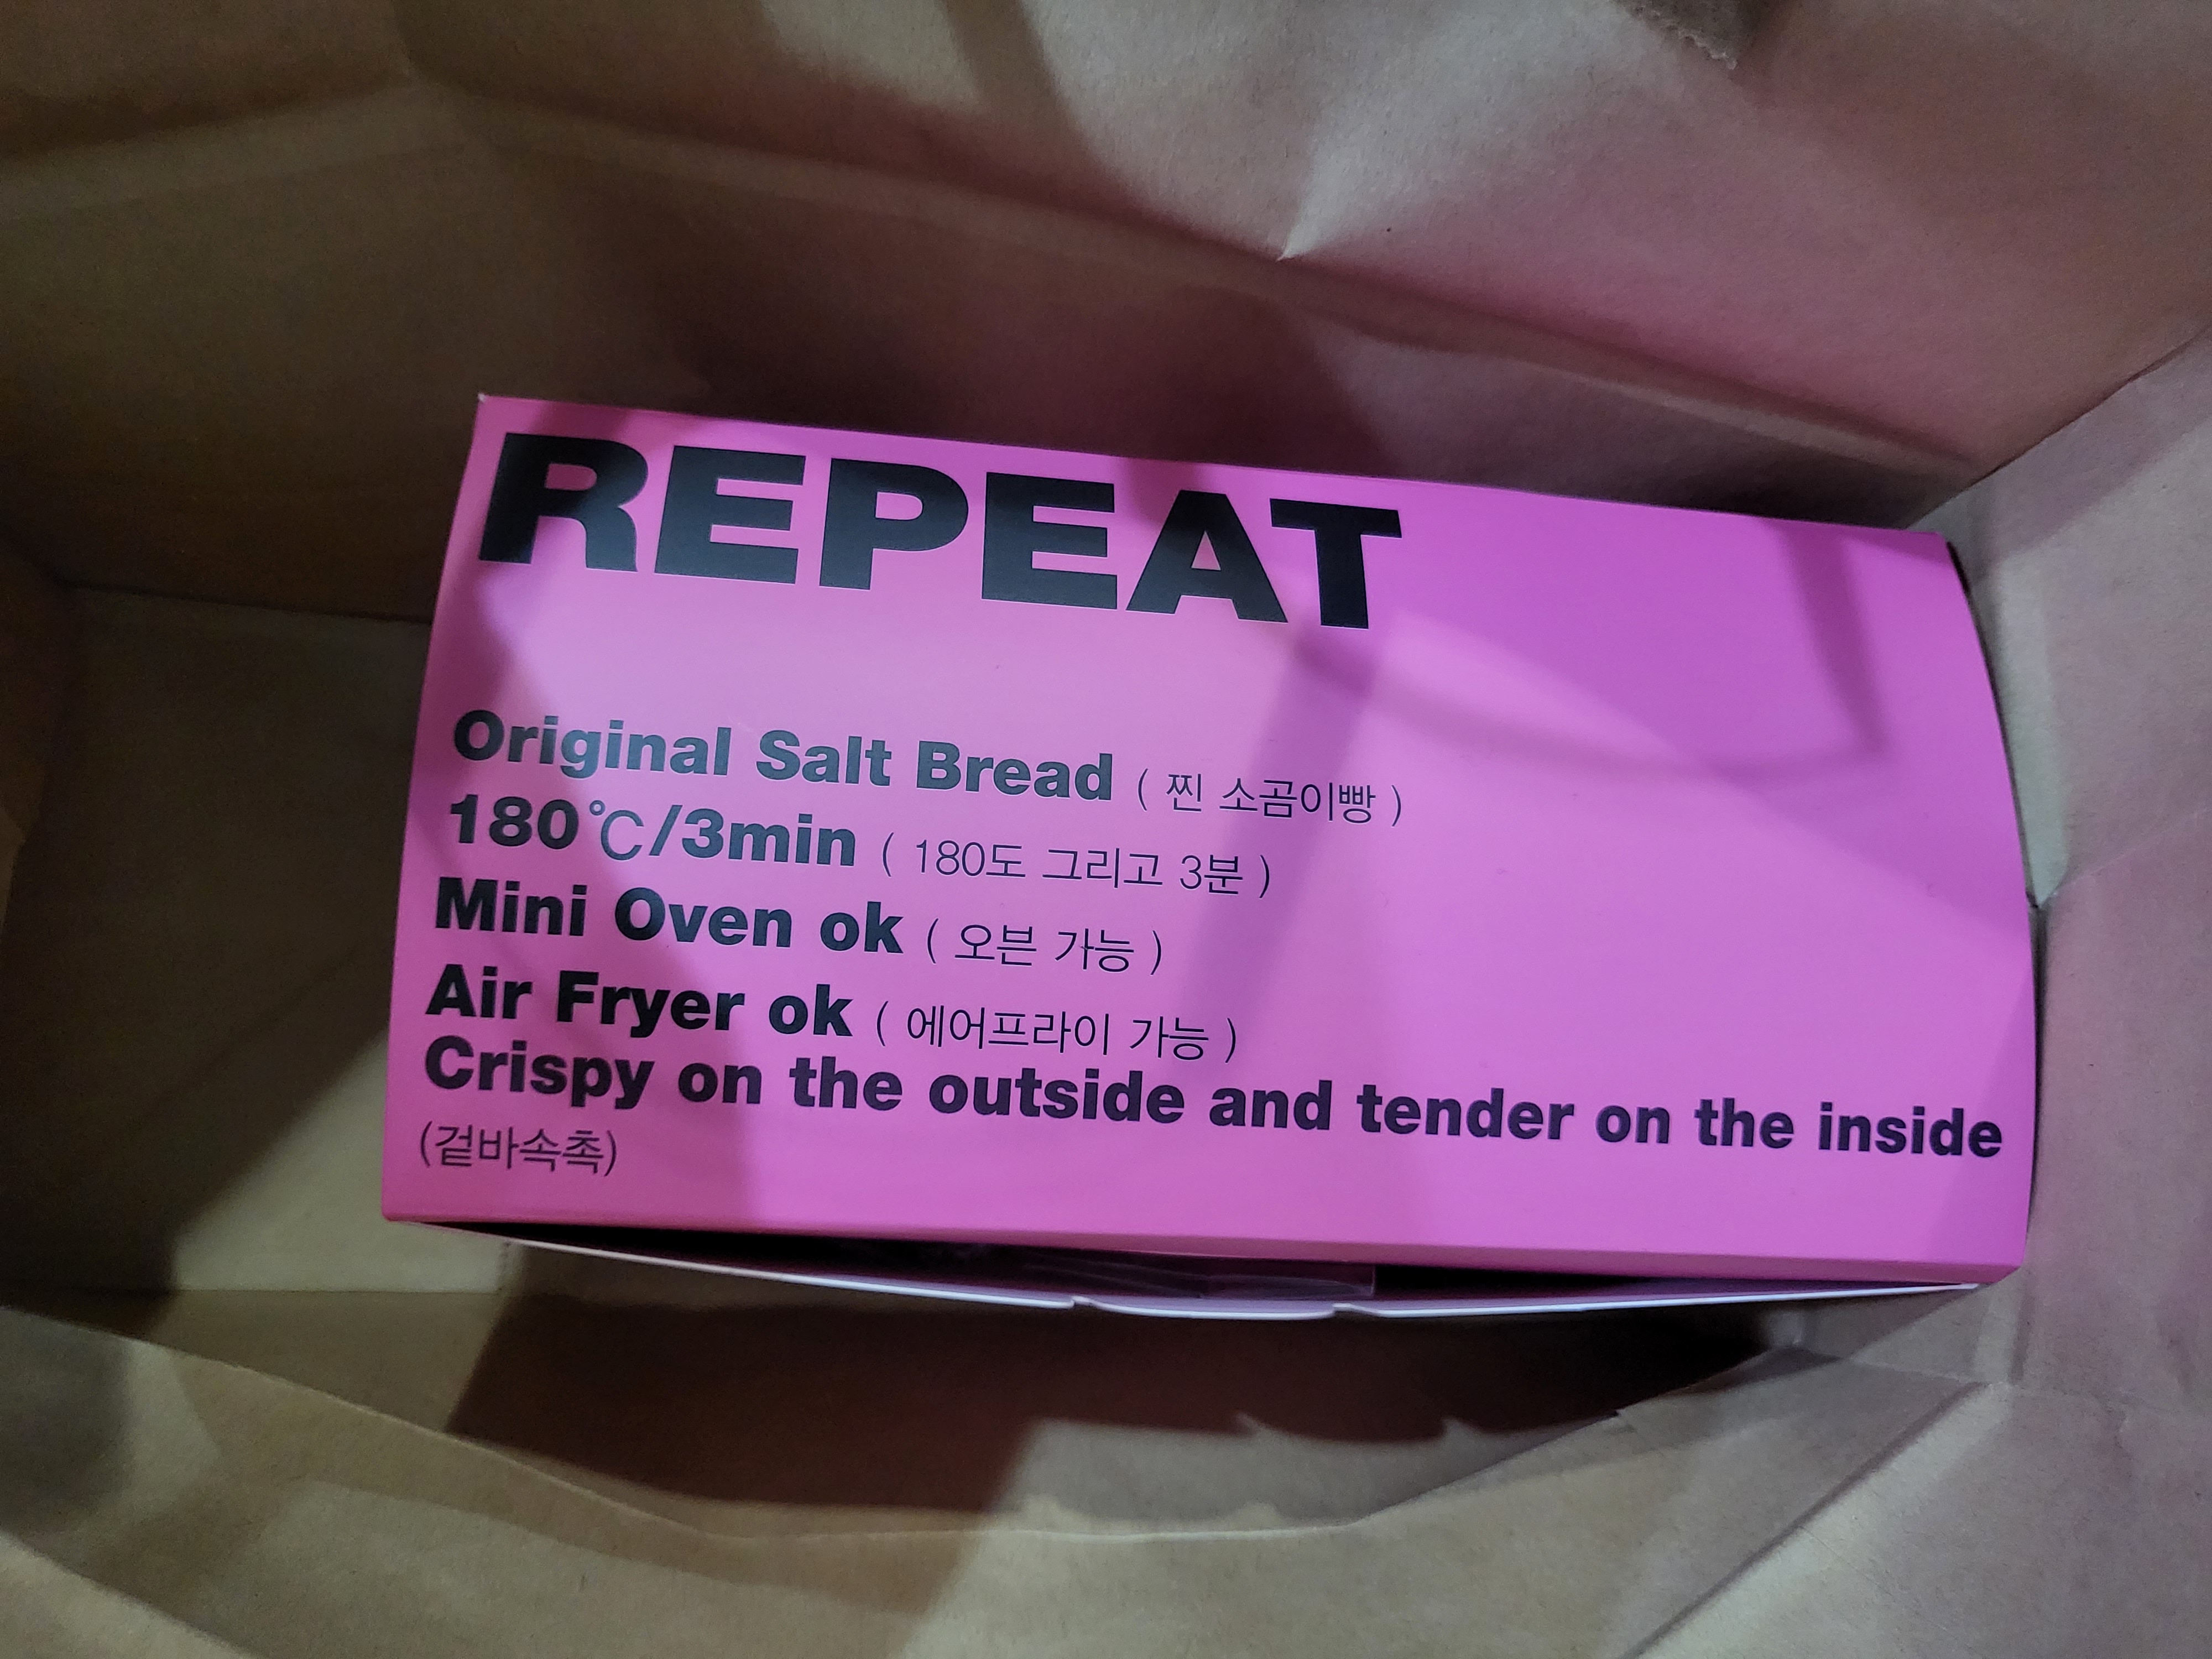 REPEAT
Original Salt Bread ( 찐 소곰이빵 )
180℃/3min ( 180도 그리고 3분 )
Mini Oven ok ( 오븐 가능 )
Air Fryer ok ( 에어프라이 가능 )
Crispy on the outside and tender on the inside
(겉바속촉)